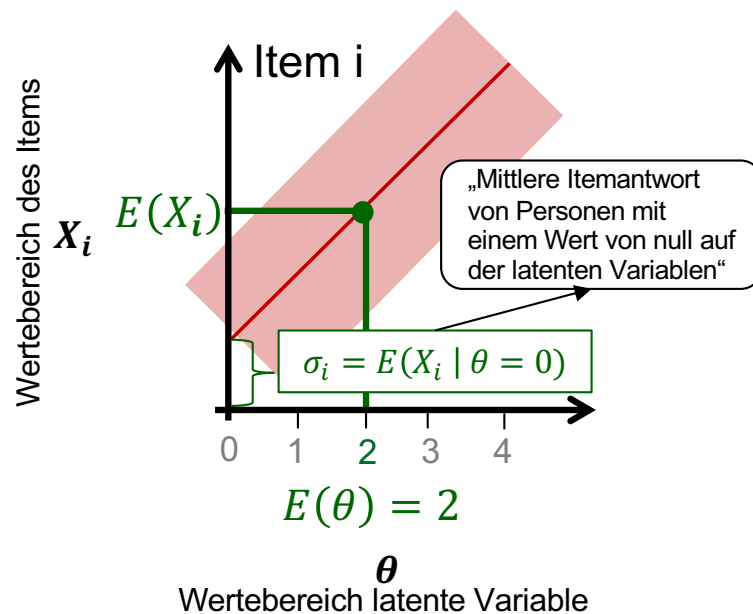 Item i
Wertebereich des Items
X_i
E(X_i)
„Mittlere Itemantwort
von Personen mit
einem Wert von null auf
der latenten Variablen“
σ_i = E(X_i | θ = 0)
0 1 2 3 4
E(θ) = 2
θ
Wertebereich latente Variable